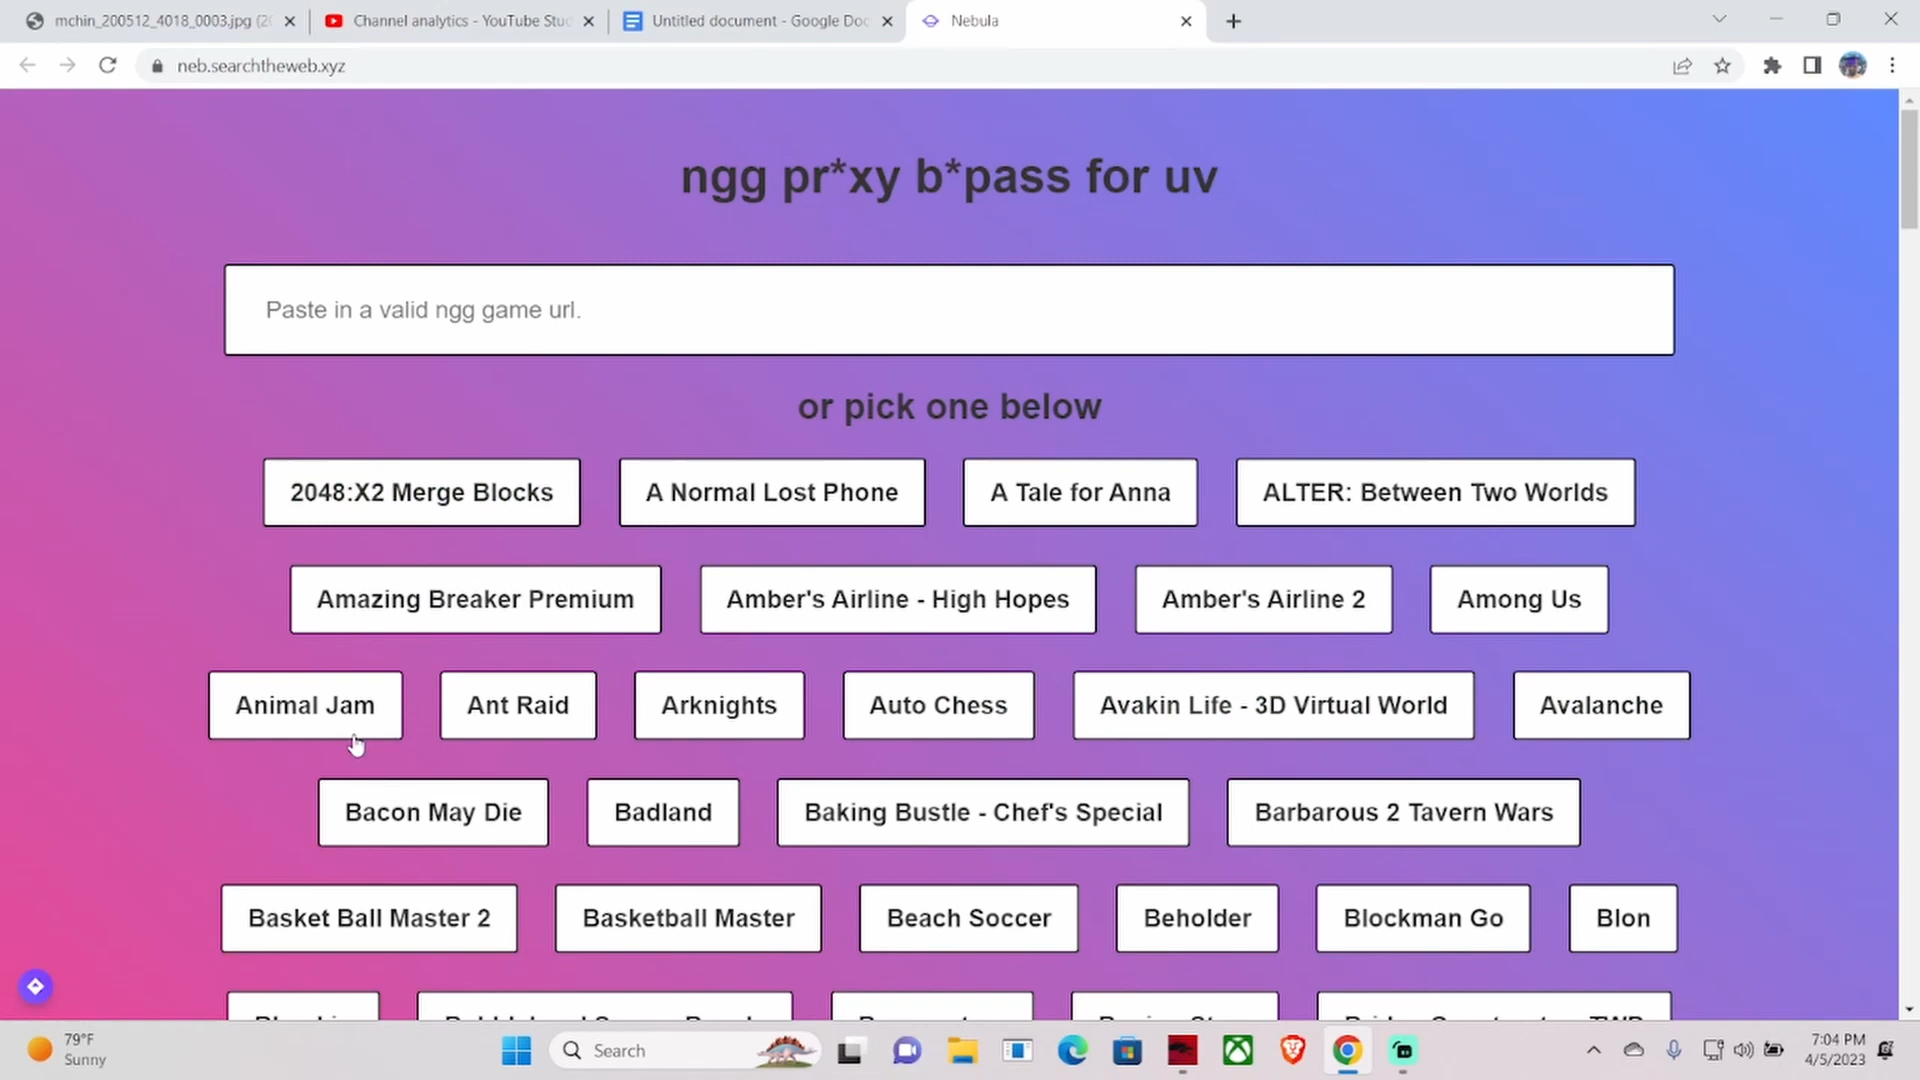 mchin_200512_4018_0003.jpg (20
Channel analytics - YouTube Stud
Untitled document - Google Doc
Nebula
neb.searchtheweb.xyz
ngg pr*xy b*pass for uv
Paste in a valid ngg game url.
or pick one below
2048:X2 Merge Blocks
A Normal Lost Phone
A Tale for Anna
ALTER: Between Two Worlds
Amazing Breaker Premium
Amber's Airline - High Hopes
Amber's Airline 2
Among Us
Animal Jam
Ant Raid
Arknights
Auto Chess
Avakin Life - 3D Virtual World
Avalanche
Bacon May Die
Badland
Baking Bustle - Chef's Special
Barbarous 2 Tavern Wars
Basket Ball Master 2
Basketball Master
Beach Soccer
Beholder
Blockman Go
Blon
79°F
Sunny
Search
7:04 PM
4/5/2023